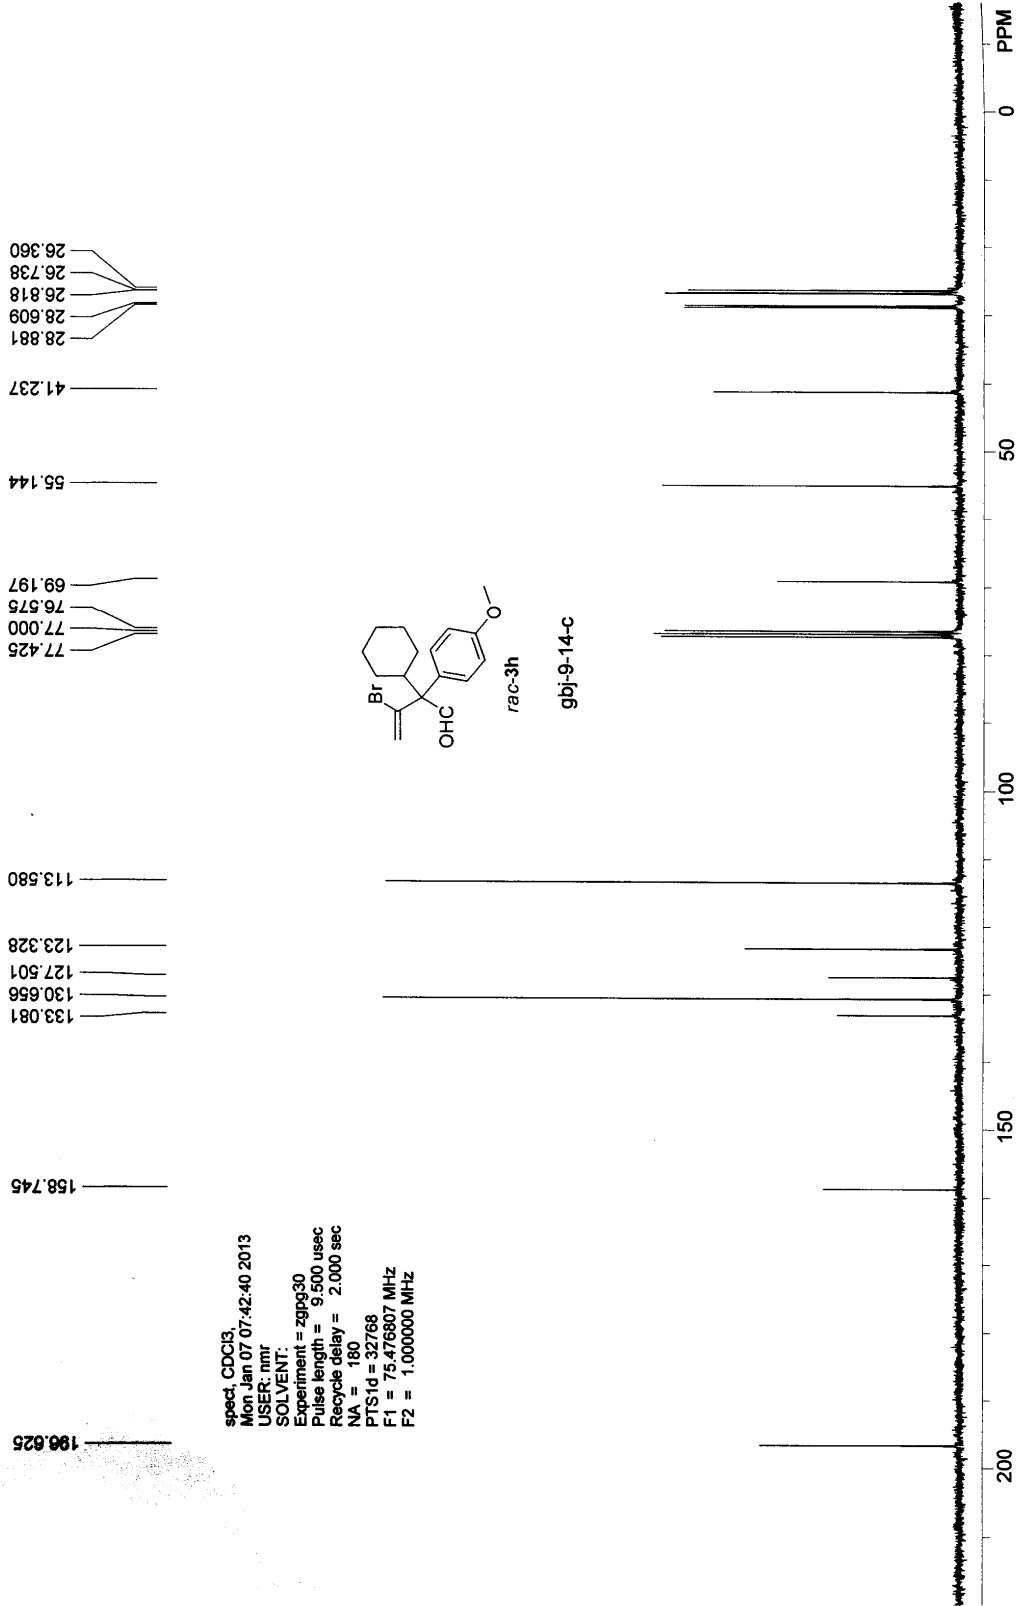 196.625
158.745
133.081
130.656
127.501
123.328
113.580
77.425
77.000
76.575
69.197
55.144
41.237
28.881
28.609
26.818
26.738
26.360
spect, CDCl3,
Mon Jan 07 07:42:40 2013
USER: nmr
SOLVENT:
Experiment = zgpg30
Pulse length = 9.500 usec
Recycle delay = 2.000 sec
NA = 180
PTS1d = 32768
F1 = 75.476807 MHz
F2 = 1.000000 MHz
Br
OHC
O
rac-3h
gbj-9-14-c
200 150 100 50 0 PPM